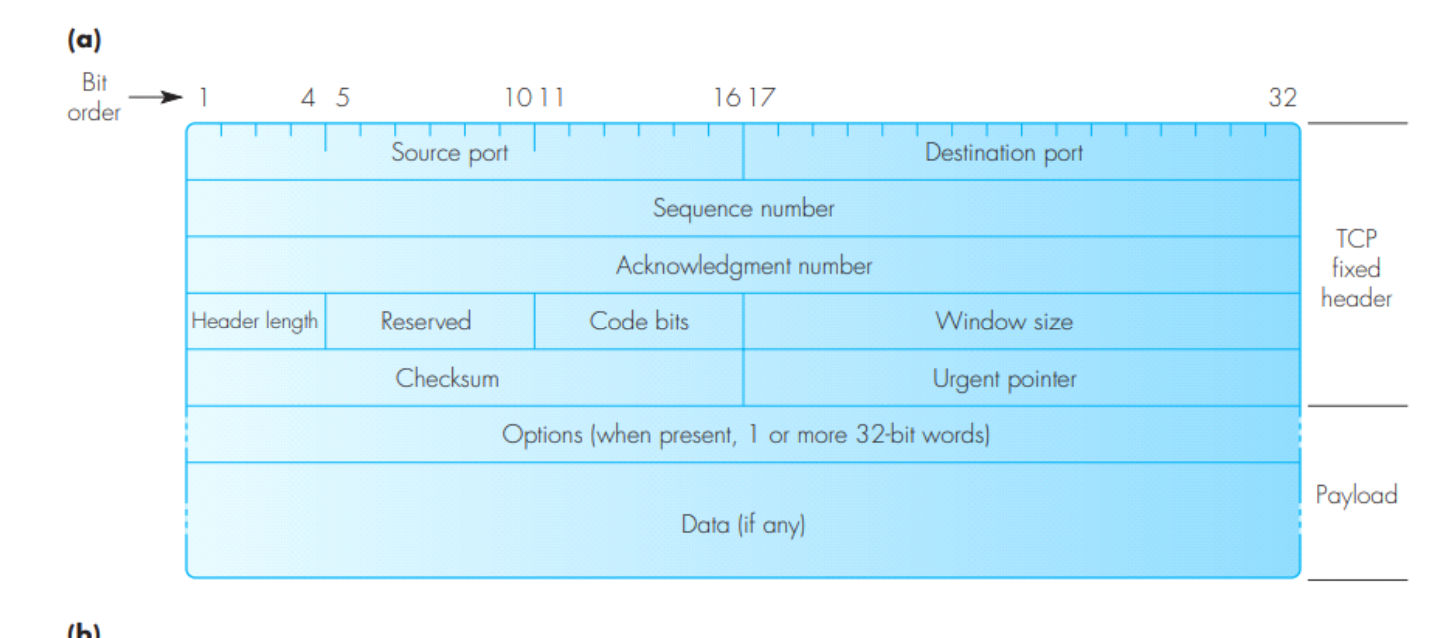 (a)
Bit order 1 4 5 10 11 16 17 32
Source port Destination port
Sequence number
Acknowledgment number
TCP fixed header
Header length Reserved Code bits Window size
Checksum Urgent pointer
Options (when present, 1 or more 32-bit words)
Payload
Data (if any)
(b)